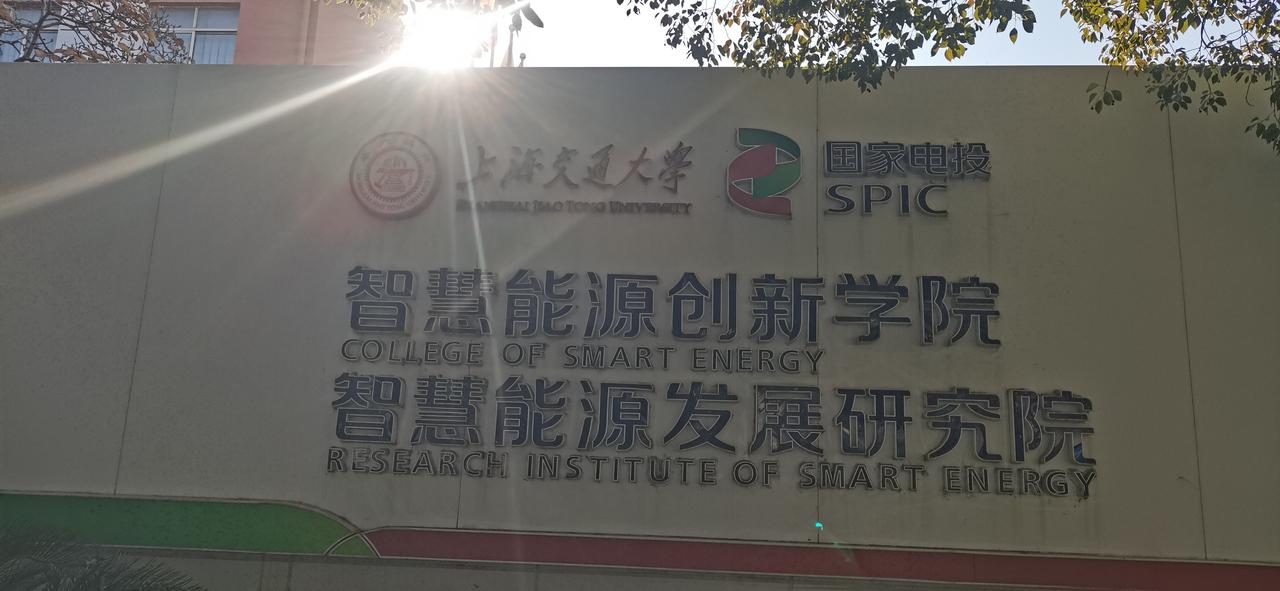 上海交通大学
SHANGHAI JIAO TONG UNIVERSITY
国家电投
SPIC
智慧能源创新学院
COLLEGE OF SMART ENERGY
智慧能源发展研究院
RESEARCH INSTITUTE OF SMART ENERGY